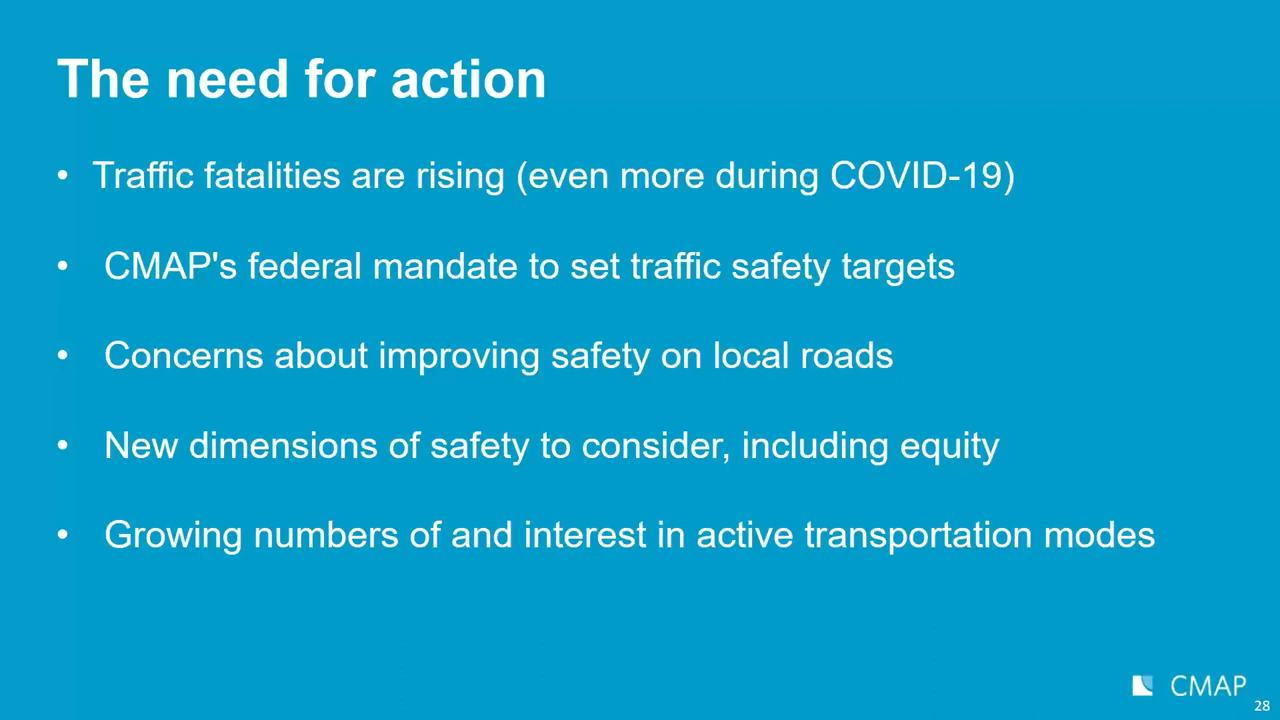 The need for action
• Traffic fatalities are rising (even more during COVID-19)
• CMAP's federal mandate to set traffic safety targets
• Concerns about improving safety on local roads
• New dimensions of safety to consider, including equity
• Growing numbers of and interest in active transportation modes
CMAP
28